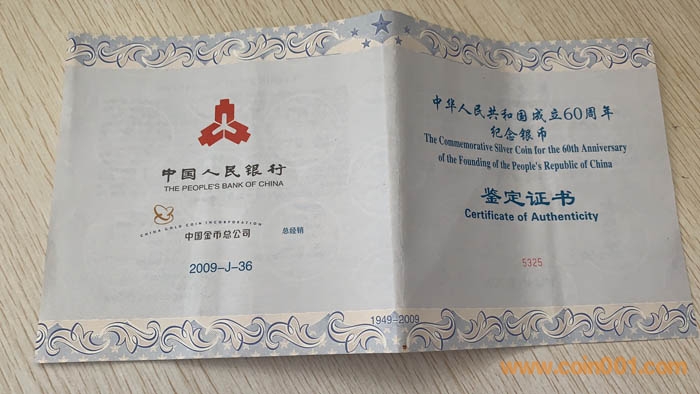 中国人民银行
THE PEOPLE'S BANK OF CHINA
CHINA GOLD COIN INCORPORATION
中国金币总公司
总经销
2009-J-36
1949-2009
中华人民共和国成立60周年
纪念银币
The Commemorative Silver Coin for the 60th Anniversary
of the Founding of the People's Republic of China
鉴定证书
Certificate of Authenticity
5325
www.coin001.com